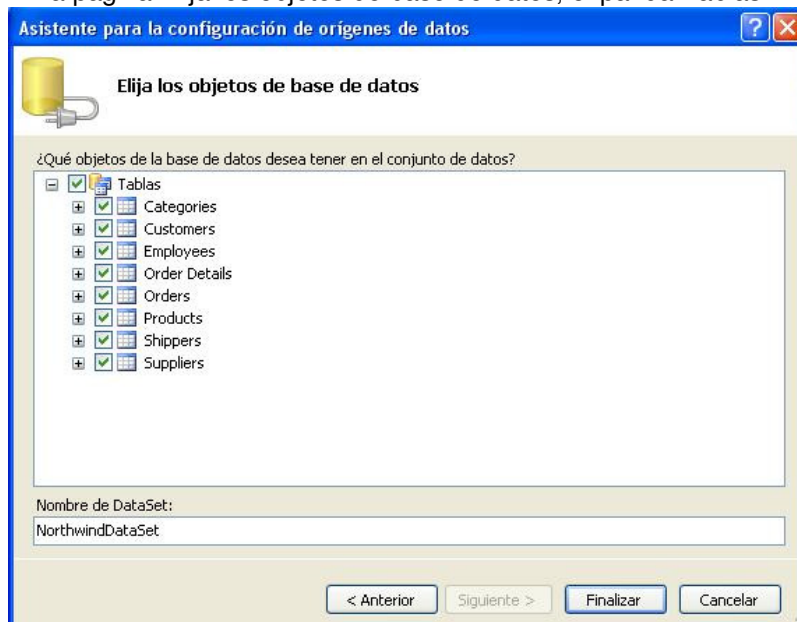 Asistente para la configuración de orígenes de datos
Elija los objetos de base de datos
¿Qué objetos de la base de datos desea tener en el conjunto de datos?
Tablas
Categories
Customers
Employees
Order Details
Orders
Products
Shippers
Suppliers
Nombre de DataSet:
NorthwindDataSet
< Anterior Siguiente > Finalizar Cancelar